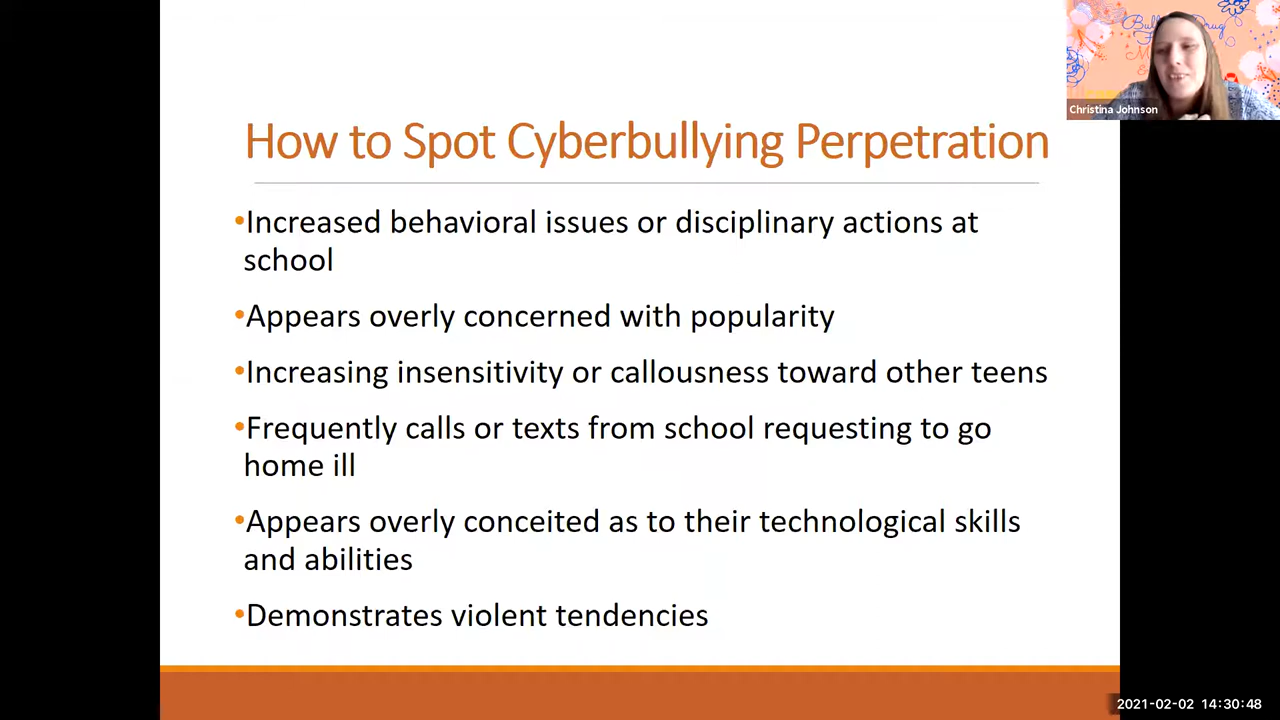 Bull Drug
Christina Johnson
How to Spot Cyberbullying Perpetration
•Increased behavioral issues or disciplinary actions at
school
•Appears overly concerned with popularity
•Increasing insensitivity or callousness toward other teens
•Frequently calls or texts from school requesting to go
home ill
•Appears overly conceited as to their technological skills
and abilities
•Demonstrates violent tendencies
2021-02-02 14:30:48